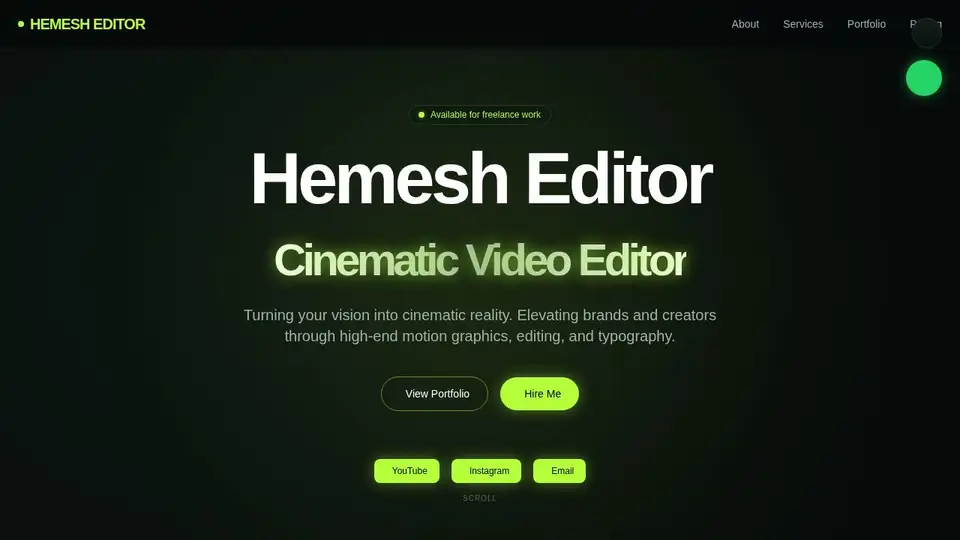 HEMESH EDITOR
About
Services
Portfolio
Available for freelance work
Hemesh Editor
Cinematic Video Editor
Turning your vision into cinematic reality. Elevating brands and creators
through high-end motion graphics, editing, and typography.
View Portfolio
Hire Me
YouTube
Instagram
Email
SCROLL